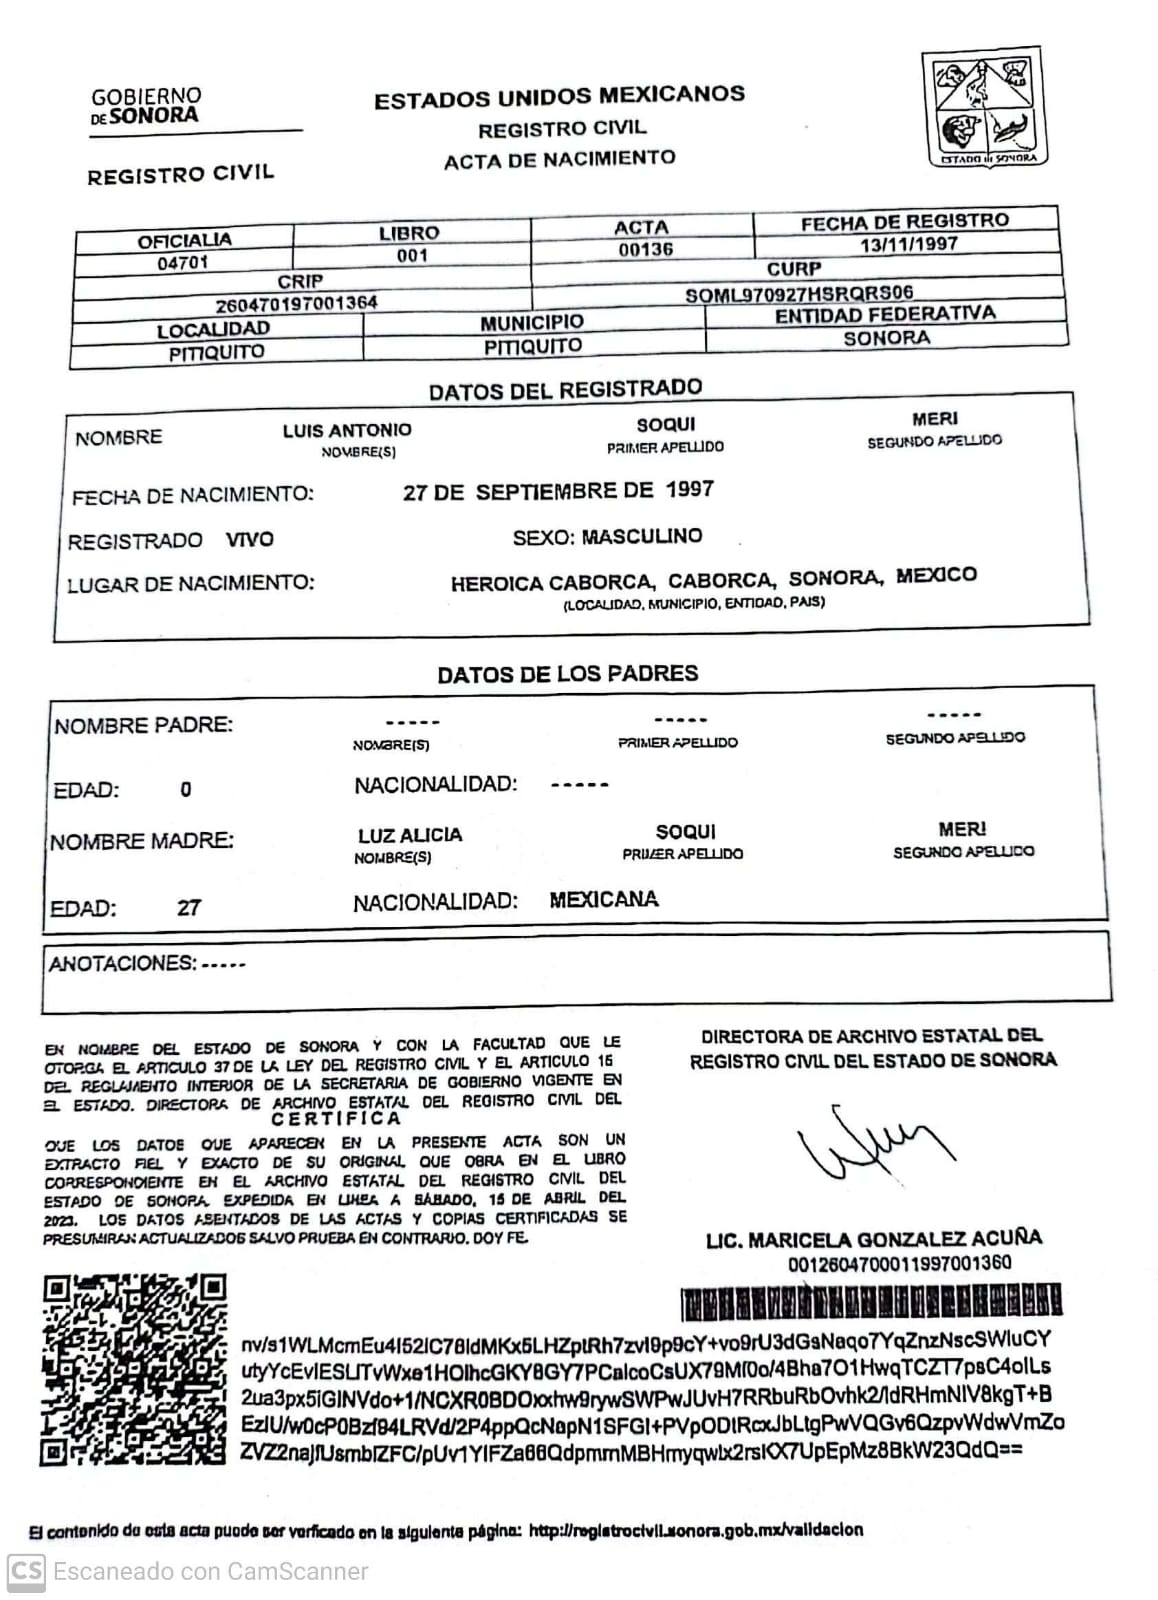 GOBIERNO
DE SONORA
REGISTRO CIVIL
ESTADOS UNIDOS MEXICANOS
REGISTRO CIVIL
ACTA DE NACIMIENTO
ESTADO DE SONORA
OFICIALIA LIBRO ACTA FECHA DE REGISTRO
04701 001 00136 13/11/1997
CRIP CURP
260470197001364 SOML970927HSRQRS06
LOCALIDAD MUNICIPIO ENTIDAD FEDERATIVA
PITIQUITO PITIQUITO SONORA
DATOS DEL REGISTRADO
NOMBRE LUIS ANTONIO SOQUI MERI
NOMBRE(S) PRIMER APELLIDO SEGUNDO APELLIDO
FECHA DE NACIMIENTO: 27 DE SEPTIEMBRE DE 1997
REGISTRADO VIVO SEXO: MASCULINO
LUGAR DE NACIMIENTO: HEROICA CABORCA, CABORCA, SONORA, MEXICO
(LOCALIDAD, MUNICIPIO, ENTIDAD, PAIS)
DATOS DE LOS PADRES
NOMBRE PADRE: ----- ----- -----
NOMBRE(S) PRIMER APELLIDO SEGUNDO APELLIDO
EDAD: 0 NACIONALIDAD: -----
NOMBRE MADRE: LUZ ALICIA SOQUI MERI
NOMBRE(S) PRIMER APELLIDO SEGUNDO APELLIDO
EDAD: 27 NACIONALIDAD: MEXICANA
ANOTACIONES: -----
EN NOMBRE DEL ESTADO DE SONORA Y CON LA FACULTAD QUE LE
OTORGA EL ARTICULO 37 DE LA LEY DEL REGISTRO CIVIL Y EL ARTICULO 15
DEL REGLAMENTO INTERIOR DE LA SECRETARIA DE GOBIERNO VIGENTE EN
EL ESTADO. DIRECTORA DE ARCHIVO ESTATAL DEL REGISTRO CIVIL DEL
CERTIFICA
QUE LOS DATOS QUE APARECEN EN LA PRESENTE ACTA SON UN
EXTRACTO FIEL Y EXACTO DE SU ORIGINAL QUE OBRA EN EL LIBRO
CORRESPONDIENTE EN EL ARCHIVO ESTATAL DEL REGISTRO CIVIL DEL
ESTADO DE SONORA. EXPEDIDA EN LINEA A SÁBADO, 15 DE ABRIL DEL
2023. LOS DATOS ASENTADOS DE LAS ACTAS Y COPIAS CERTIFICADAS SE
PRESUMIRAN ACTUALIZADOS SALVO PRUEBA EN CONTRARIO. DOY FE.
DIRECTORA DE ARCHIVO ESTATAL DEL
REGISTRO CIVIL DEL ESTADO DE SONORA
LIC. MARICELA GONZALEZ ACUÑA
0012604700011997001360
El contenido de esta acta puede ser verificado en la siguiente página: http://registrocivil.sonora.gob.mx/validacion
CS Escaneado con CamScanner